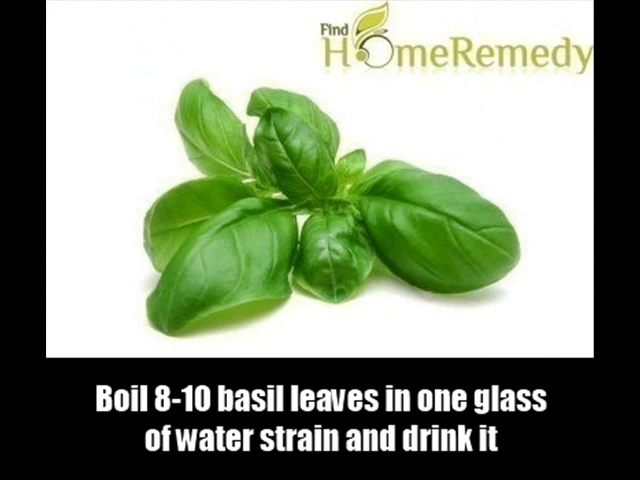 Find
HomeRemedy
Boil 8-10 basil leaves in one glass
of water strain and drink it